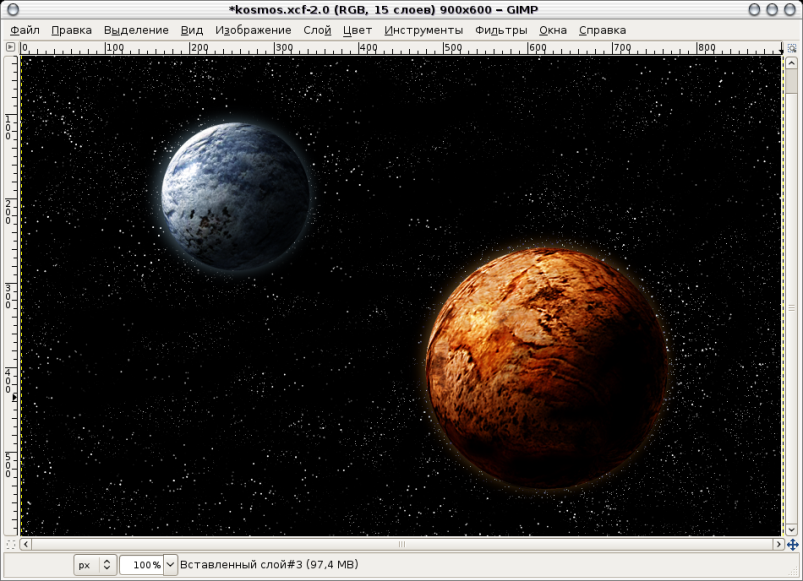 *kosmos.xcf-2.0 (RGB, 15 слоев) 900x600 – GIMP
Файл Правка Выделение Вид Изображение Слой Цвет Инструменты Фильтры Окна Справка
0 100 200 300 400 500 600 700 800
100
200
300
400
500
px 100% Вставленный слой#3 (97,4 MB)